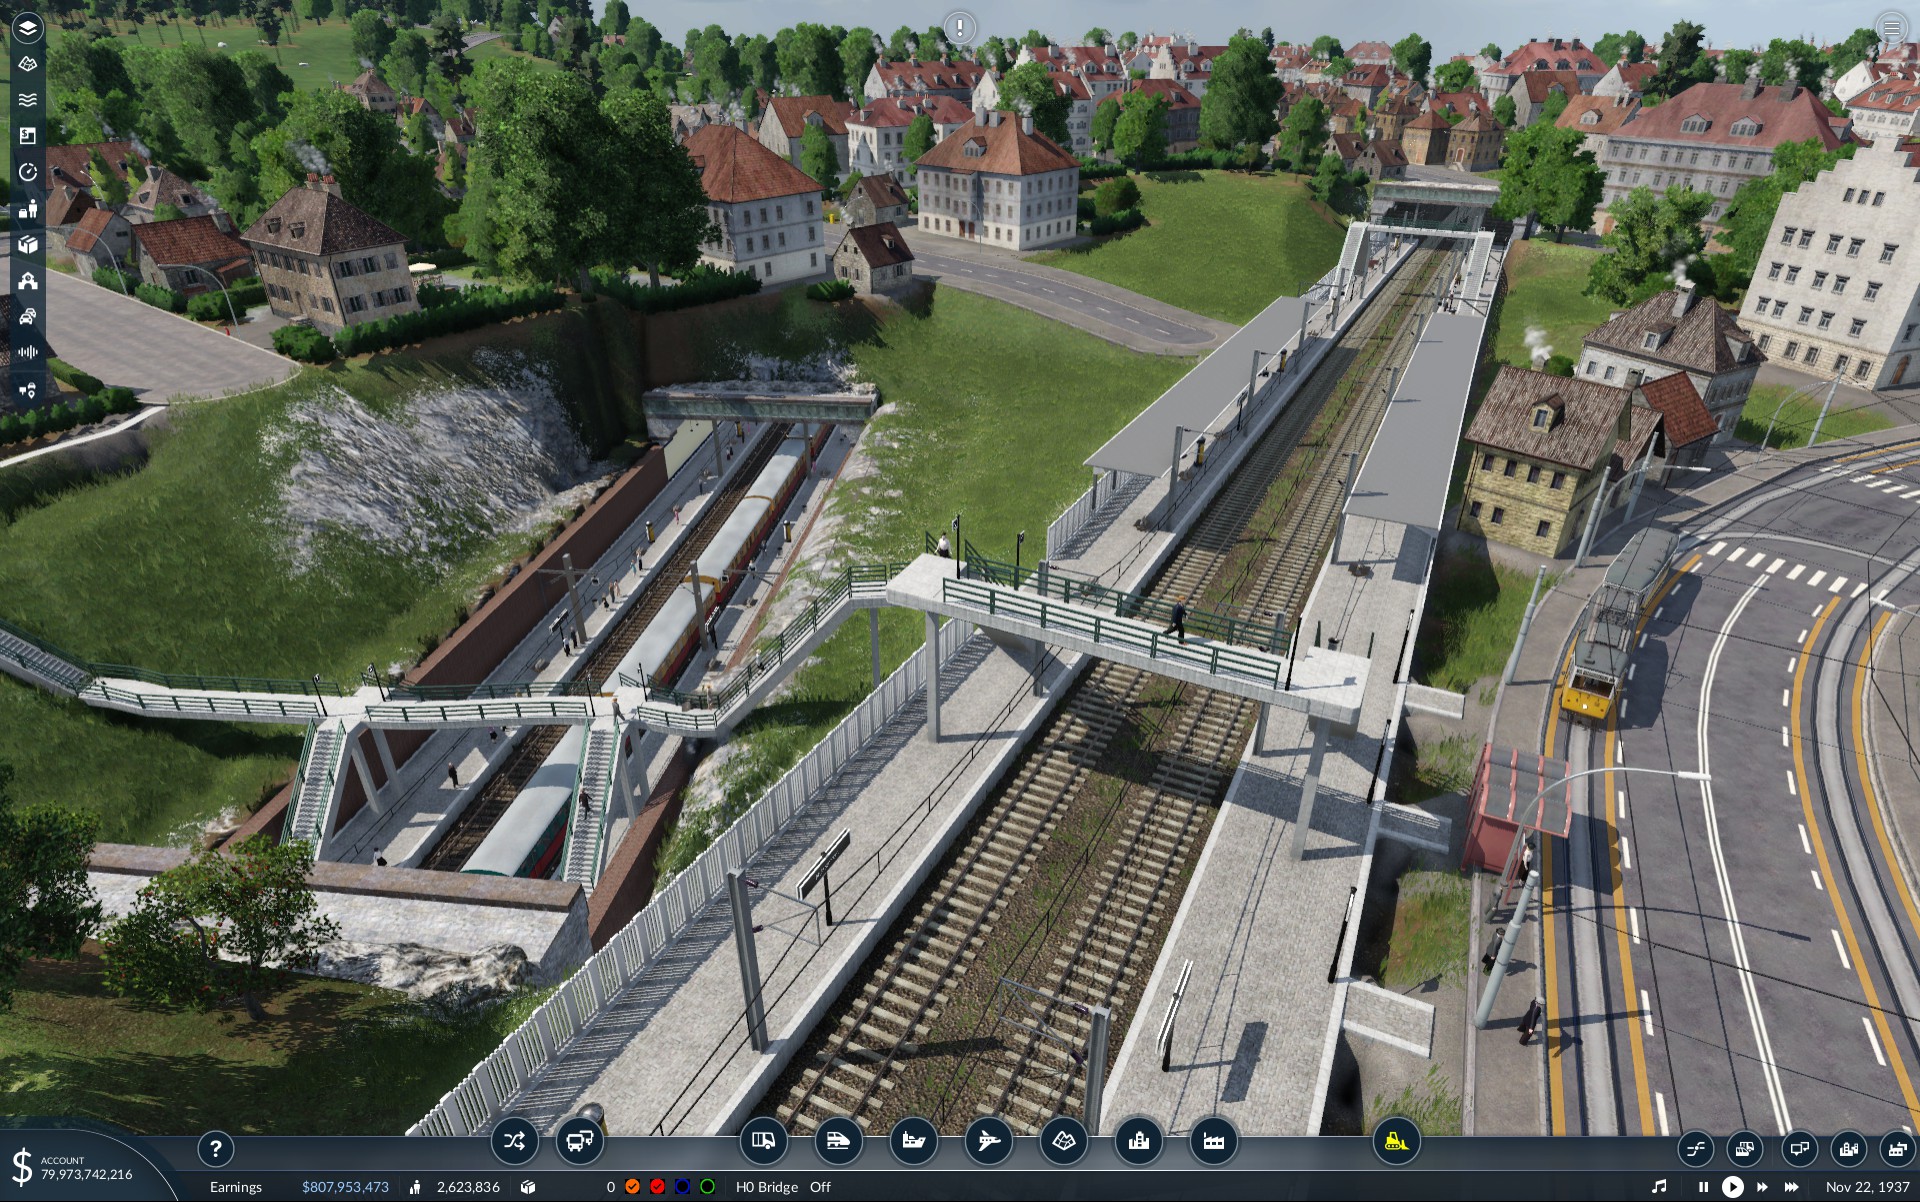 !
?
$ ACCOUNT
79,973,742,216
Earnings $807,953,473 2,623,836 0 H0 Bridge Off
Nov 22, 1937